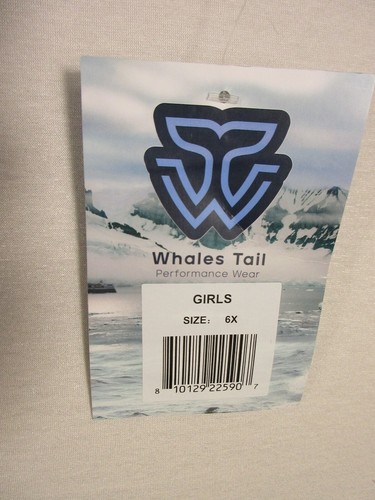 Whales Tail
Performance Wear
GIRLS
SIZE: 6X
8 10129 22590 7